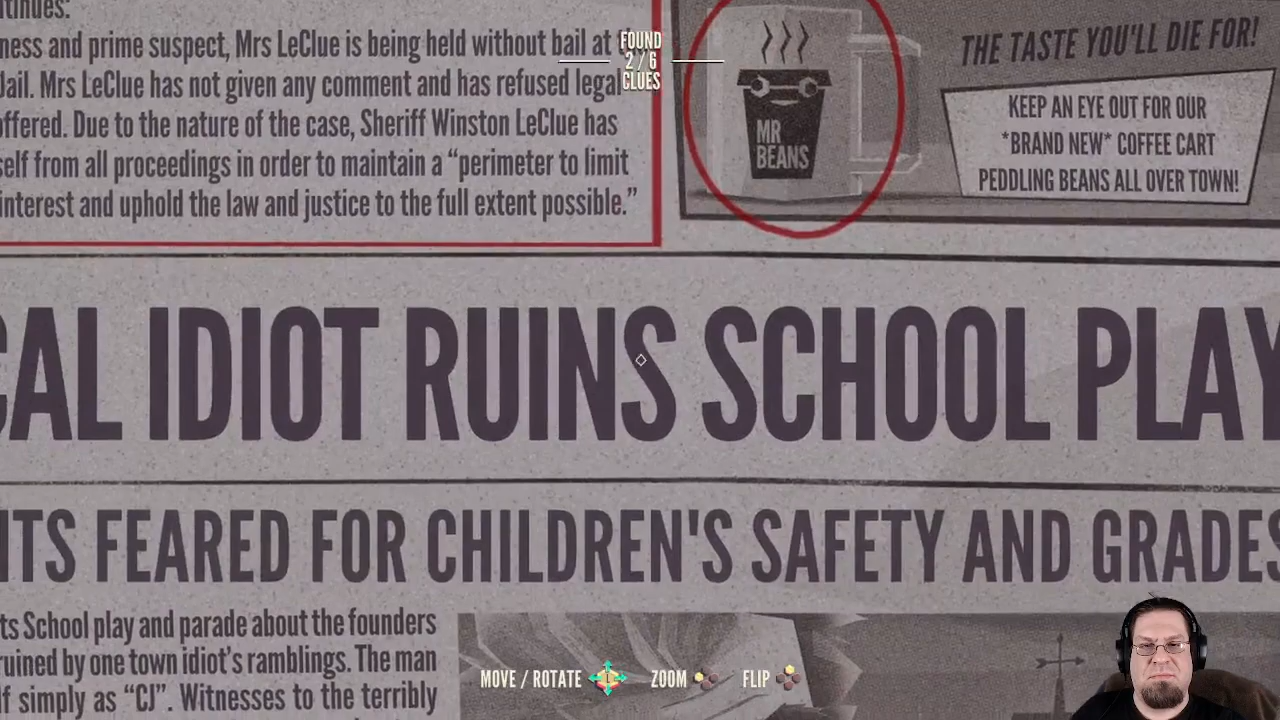 ness and prime suspect, Mrs LeClue is being held without bail at
Jail. Mrs LeClue has not given any comment and has refused legal
offered. Due to the nature of the case, Sheriff Winston LeClue has
self from all proceedings in order to maintain a “perimeter to limit
interest and uphold the law and justice to the full extent possible.”
FOUND
2 / 6
CLUES
MR
BEANS
THE TASTE YOU'LL DIE FOR!
KEEP AN EYE OUT FOR OUR
*BRAND NEW* COFFEE CART
PEDDLING BEANS ALL OVER TOWN!
CAL IDIOT RUINS SCHOOL PLAY
NTS FEARED FOR CHILDREN'S SAFETY AND GRADES
ts School play and parade about the founders
ruined by one town idiot's ramblings. The man
lf simply as “CJ”. Witnesses to the terribly
MOVE / ROTATE
ZOOM
FLIP